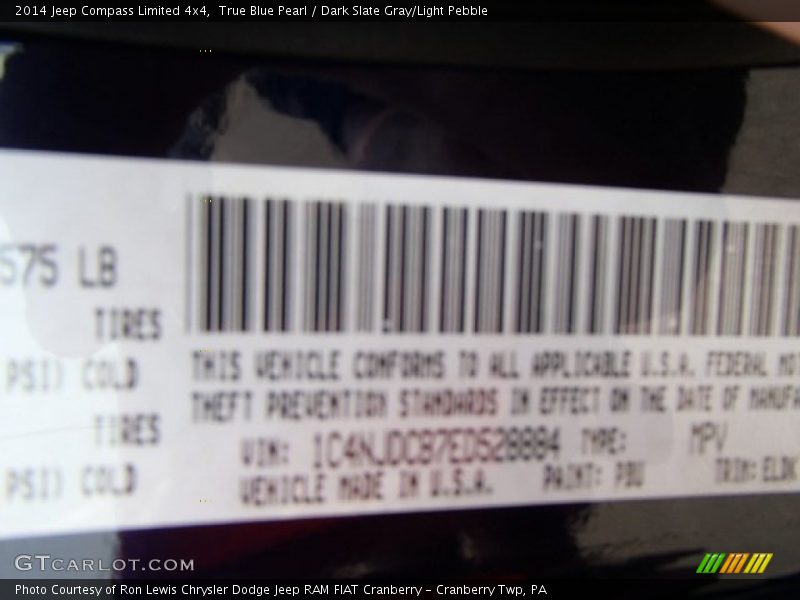 2014 Jeep Compass Limited 4x4, True Blue Pearl / Dark Slate Gray/Light Pebble
575 LB
TIRES
PSI) COLD
THIS VEHICLE CONFORMS TO ALL APPLICABLE U.S.A. FEDERAL
THEFT PREVENTION STANDARDS IN EFFECT ON THE DATE OF
TIRES
VIN: 1C4NJDCB7ED528884 TYPE: MPV
PSI) COLD
VEHICLE MADE IN U.S.A. PAINT: PBU TRIM:
GTCARLOT.COM
Photo Courtesy of Ron Lewis Chrysler Dodge Jeep RAM FIAT Cranberry - Cranberry Twp, PA